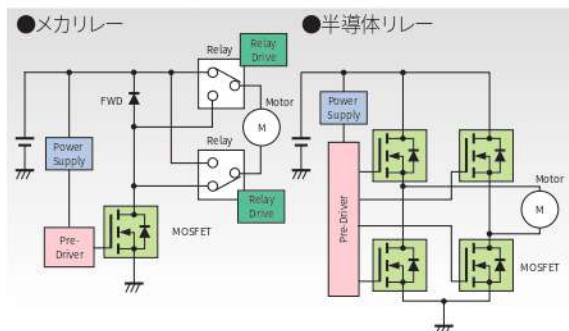 ●メカリレー
Relay
Relay
Drive
FWD
Motor
M
Power
Supply
Relay
Relay
Drive
Pre-
Driver
MOSFET
●半導体リレー
Power
Supply
Pre-Driver
Motor
M
MOSFET